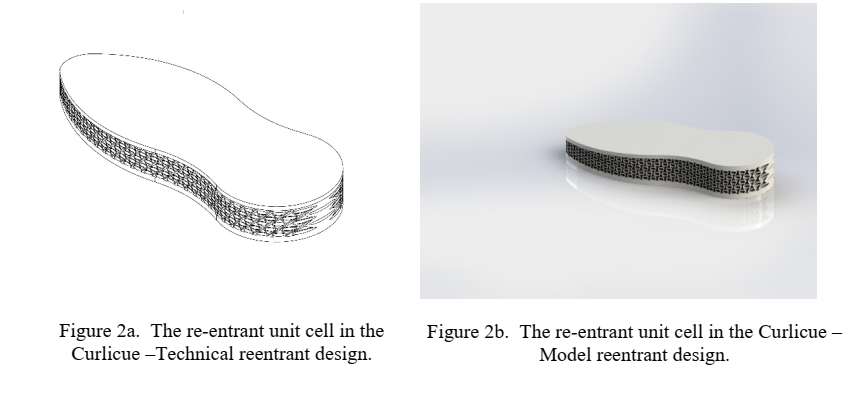 Figure 2a. The re-entrant unit cell in the
Curlicue –Technical reentrant design.
Figure 2b. The re-entrant unit cell in the Curlicue –
Model reentrant design.